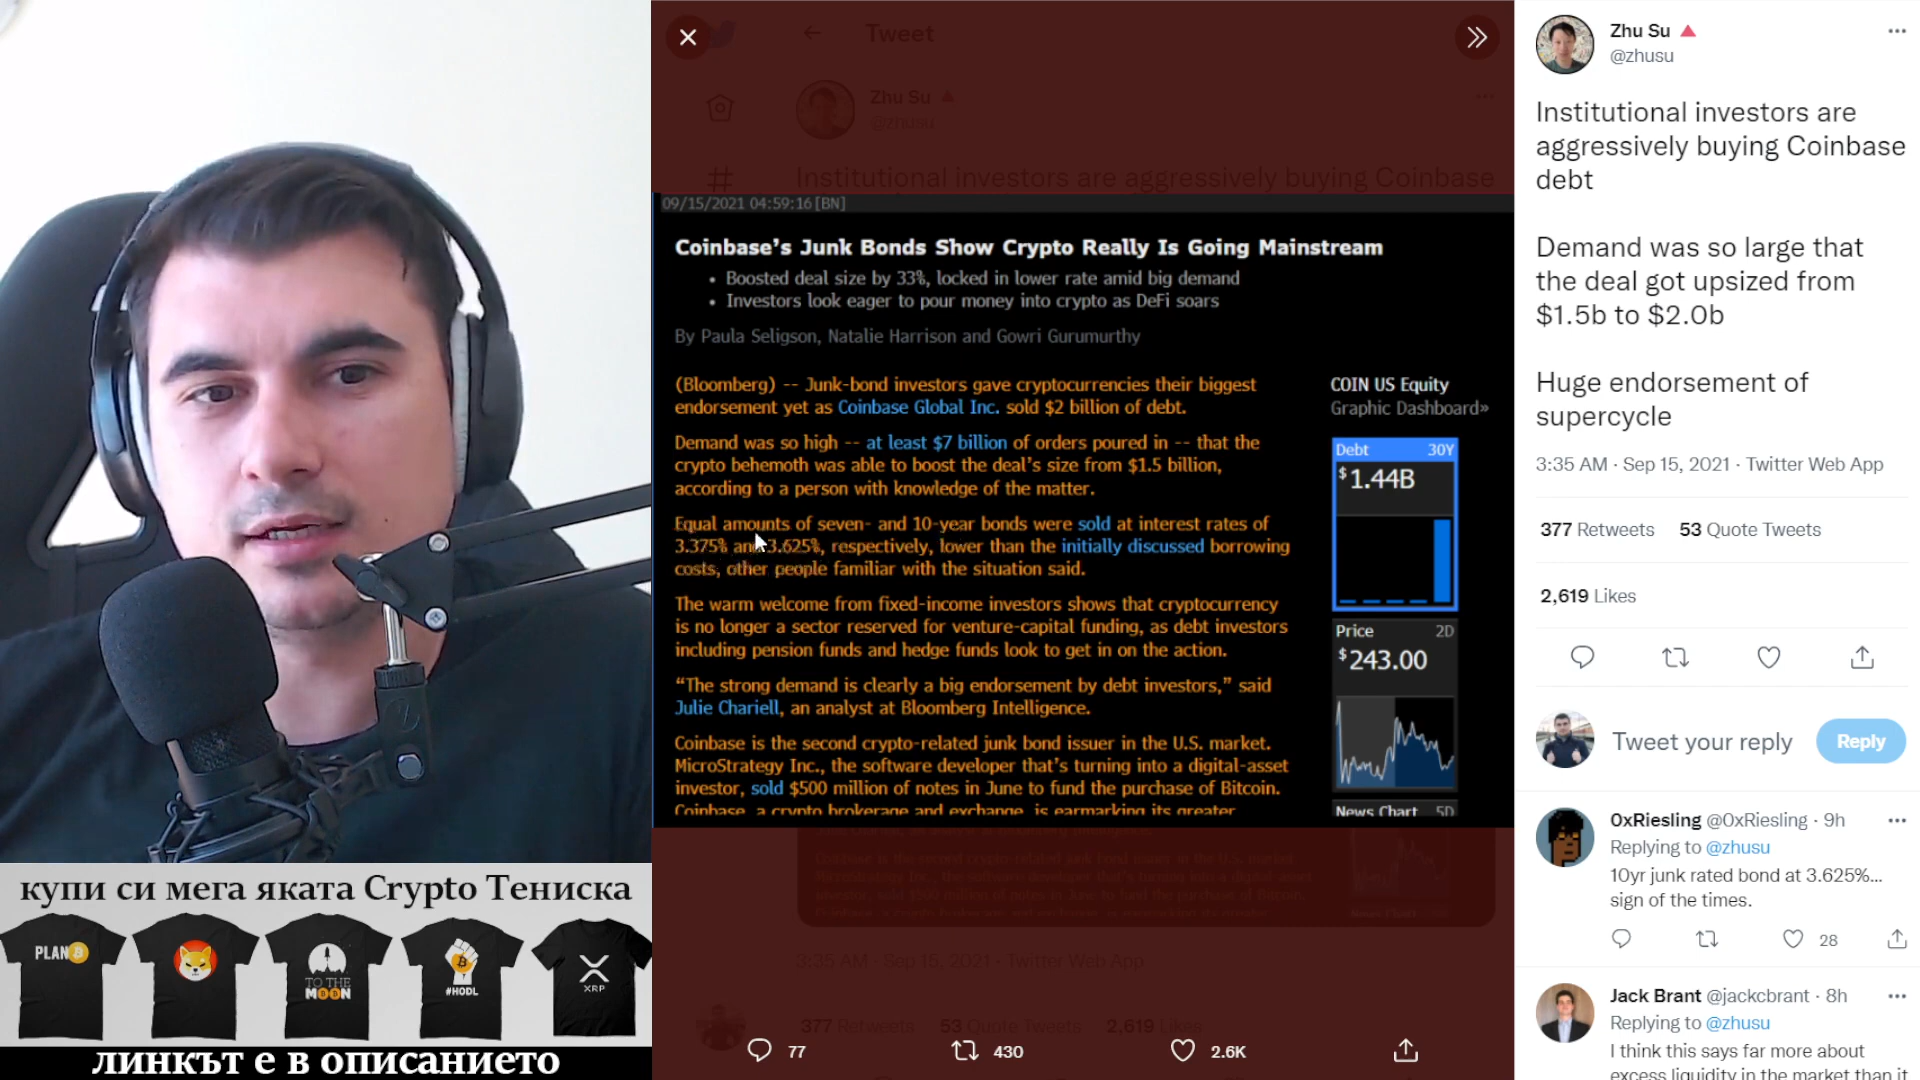 Tweet
Zhu Su
@zhusu
Institutional investors are aggressively buying Coinbase
09/15/2021 04:59:16[BN]
Coinbase's Junk Bonds Show Crypto Really Is Going Mainstream
• Boosted deal size by 33%, locked in lower rate amid big demand
• Investors look eager to pour money into crypto as DeFi soars
By Paula Seligson, Natalie Harrison and Gowri Gurumurthy
(Bloomberg) -- Junk-bond investors gave cryptocurrencies their biggest
endorsement yet as Coinbase Global Inc. sold $2 billion of debt.
Demand was so high -- at least $7 billion of orders poured in -- that the
crypto behemoth was able to boost the deal's size from $1.5 billion,
according to a person with knowledge of the matter.
Equal amounts of seven- and 10-year bonds were sold at interest rates of
3.375% and 3.625%, respectively, lower than the initially discussed borrowing
costs, other people familiar with the situation said.
The warm welcome from fixed-income investors shows that cryptocurrency
is no longer a sector reserved for venture-capital funding, as debt investors
including pension funds and hedge funds look to get in on the action.
“The strong demand is clearly a big endorsement by debt investors,” said
Julie Chariell, an analyst at Bloomberg Intelligence.
Coinbase is the second crypto-related junk bond issuer in the U.S. market.
MicroStrategy Inc., the software developer that's turning into a digital-asset
investor, sold $500 million of notes in June to fund the purchase of Bitcoin.
Coinbase, a crypto brokerage and exchange, is earmarking its greater
COIN US Equity
Graphic Dashboard»
Debt 30Y
$1.44B
Price 2D
$243.00
News Chart 5D
3:35 AM · Sep 15, 2021 · Twitter Web App
377 Retweets 53 Quote Tweets 2,619 Likes
77
430
2.6K
Zhu Su
@zhusu
Institutional investors are
aggressively buying Coinbase
debt
Demand was so large that
the deal got upsized from
$1.5b to $2.0b
Huge endorsement of
supercycle
3:35 AM · Sep 15, 2021 · Twitter Web App
377 Retweets 53 Quote Tweets
2,619 Likes
Tweet your reply
Reply
0xRiesling @0xRiesling · 9h
Replying to @zhusu
10yr junk rated bond at 3.625%...
sign of the times.
28
Jack Brant @jackcbrant · 8h
Replying to @zhusu
I think this says far more about
excess liquidity in the market than it
купи си мега яката Crypto Тениска
PLAN B
TO THE
MOON
#HODL
XRP
линкът е в описанието